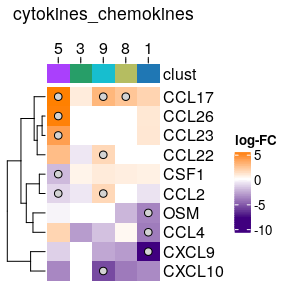 cytokines_chemokines
5 3 9 8 1
clust
CCL17
CCL26
CCL23
CCL22
CSF1
CCL2
OSM
CCL4
CXCL9
CXCL10
log-FC
5
0
-5
-10